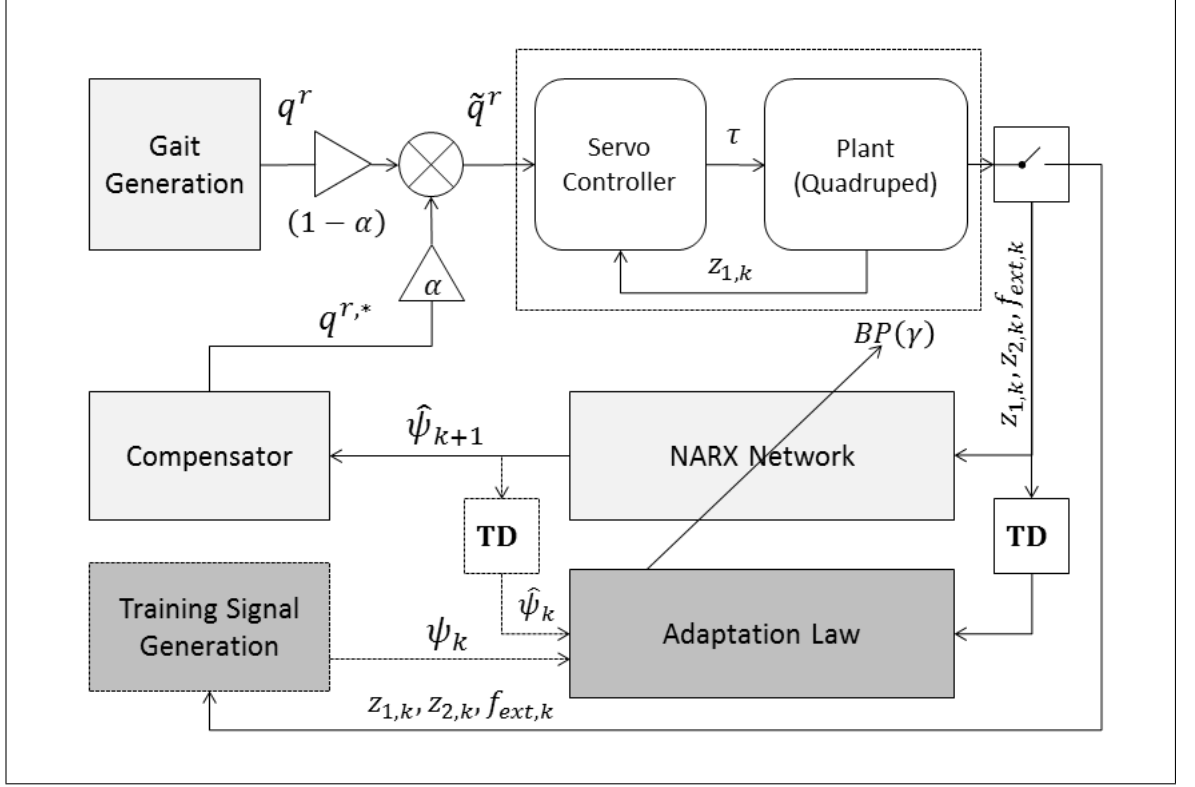 q^r
q̃^r
Gait
Generation
(1 − α)
Servo
Controller
τ
Plant
(Quadruped)
z_{1,k}
α
q^{r,*}
z_{1,k}, z_{2,k}, f_{ext,k}
BP(γ)
Compensator
ψ̂_{k+1}
NARX Network
TD
TD
Training Signal
Generation
ψ̂_k
ψ_k
Adaptation Law
z_{1,k}, z_{2,k}, f_{ext,k}